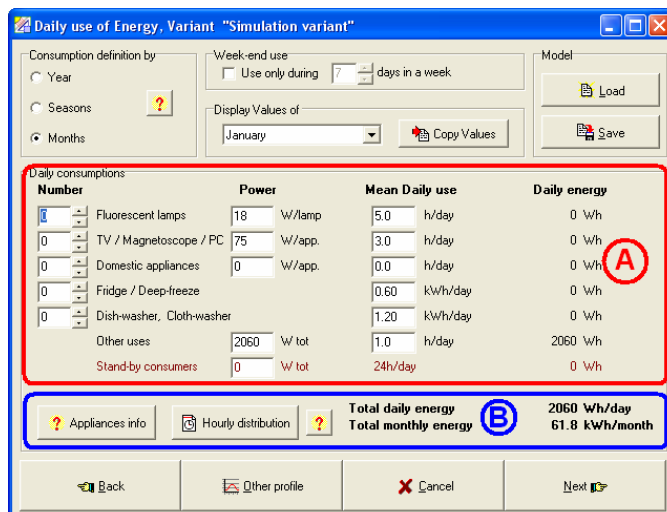 Daily use of Energy, Variant "Simulation variant"
Consumption definition by
Year
Seasons
?
Months
Week-end use
Use only during 7 days in a week
Display Values of
January
Copy Values
Model
Load
Save
Daily consumptions
Number Power Mean Daily use Daily energy
0 Fluorescent lamps 18 W/lamp 5.0 h/day 0 Wh
0 TV / Magnetoscope / PC 75 W/app. 3.0 h/day 0 Wh
0 Domestic appliances 0 W/app. 0.0 h/day 0 Wh
0 Fridge / Deep-freeze 0.60 kWh/day 0 Wh
0 Dish-washer, Cloth-washer 1.20 kWh/day 0 Wh
Other uses 2060 W tot 1.0 h/day 2060 Wh
Stand-by consumers 0 W tot 24h/day 0 Wh
A
? Appliances info
Hourly distribution
?
Total daily energy 2060 Wh/day
Total monthly energy 61.8 kWh/month
B
Back
Other profile
Cancel
Next